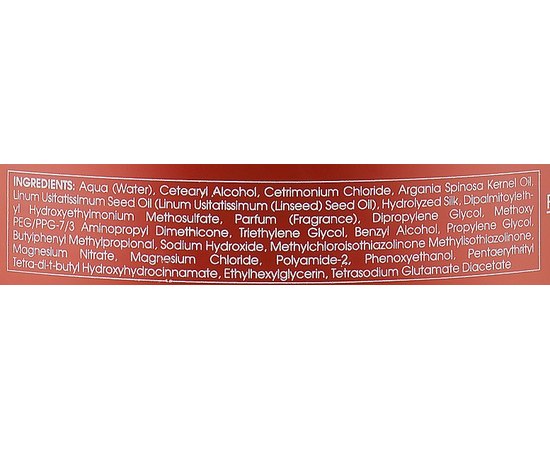 INGREDIENTS: Aqua (Water), Cetearyl Alcohol, Cetrimonium Chloride, Argania Spinosa Kernel Oil,
Linum Usitatissimum Seed Oil (Linum Usitatissimum (Linseed) Seed Oil), Hydrolyzed Silk, Dipalmitoyleth-
yl Hydroxyethylmonium Methosulfate, Parfum (Fragrance), Dipropylene Glycol, Methoxy
PEG/PPG-7/3 Aminopropyl Dimethicone, Triethylene Glycol, Benzyl Alcohol, Propylene Glycol,
Butylphenyl Methylpropional, Sodium Hydroxide, Methylchloroisothiazolinone Methylisothiazolinone,
Magnesium Nitrate, Magnesium Chloride, Polyamide-2, Phenoxyethanol, Pentaerythrityl
Tetra-di-t-butyl Hydroxyhydrocinnamate, Ethylhexylglycerin, Tetrasodium Glutamate Diacetate